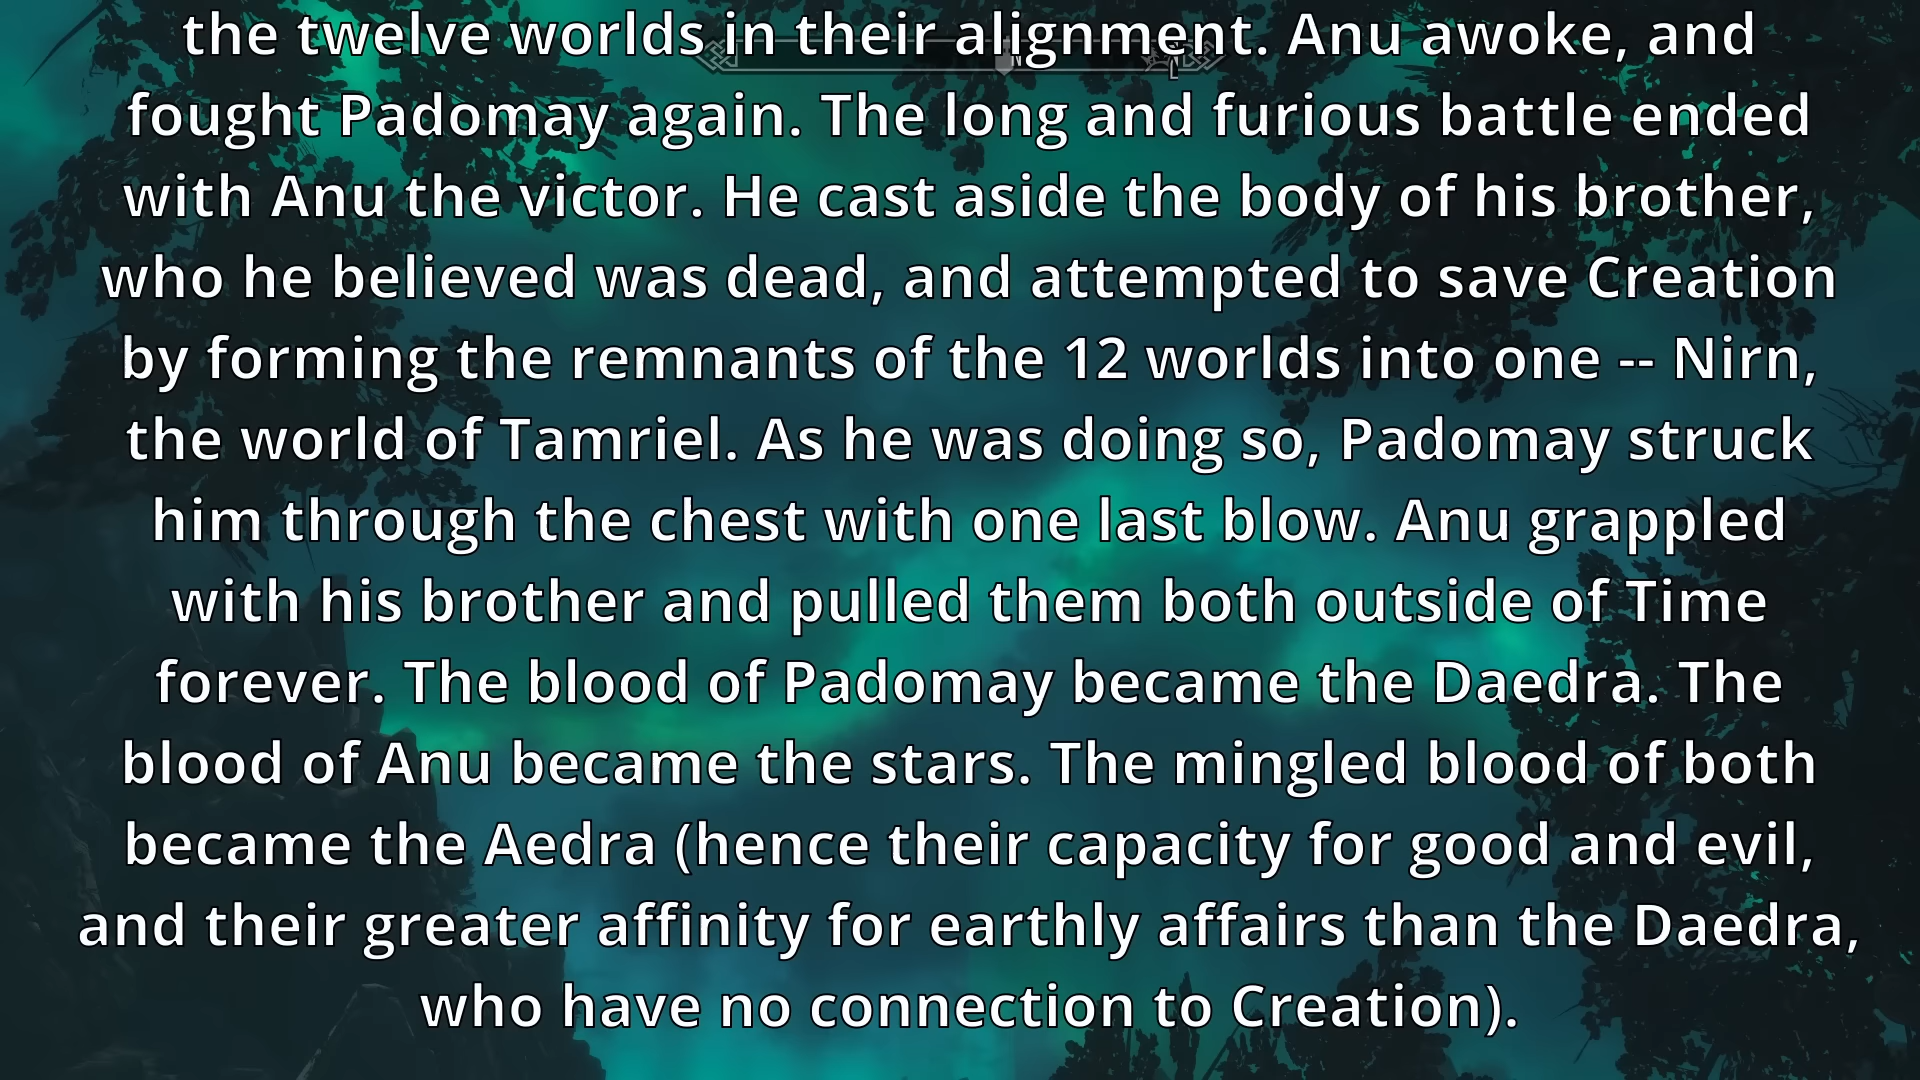 the twelve worlds in their alignment. Anu awoke, and
fought Padomay again. The long and furious battle ended
with Anu the victor. He cast aside the body of his brother,
who he believed was dead, and attempted to save Creation
by forming the remnants of the 12 worlds into one -- Nirn,
the world of Tamriel. As he was doing so, Padomay struck
him through the chest with one last blow. Anu grappled
with his brother and pulled them both outside of Time
forever. The blood of Padomay became the Daedra. The
blood of Anu became the stars. The mingled blood of both
became the Aedra (hence their capacity for good and evil,
and their greater affinity for earthly affairs than the Daedra,
who have no connection to Creation).